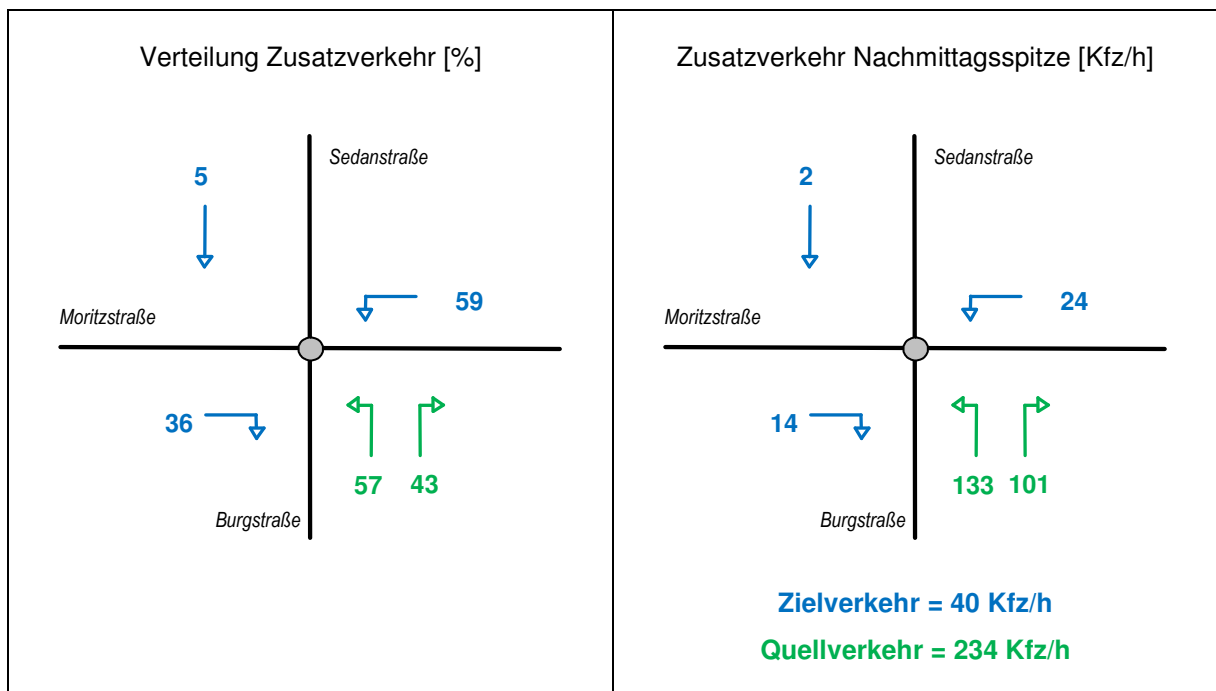 Verteilung Zusatzverkehr [%]
Sedanstraße
5
59
Moritzstraße
36
57 43
Burgstraße
Zusatzverkehr Nachmittagsspitze [Kfz/h]
Sedanstraße
2
24
Moritzstraße
14
133 101
Burgstraße
Zielverkehr = 40 Kfz/h
Quellverkehr = 234 Kfz/h